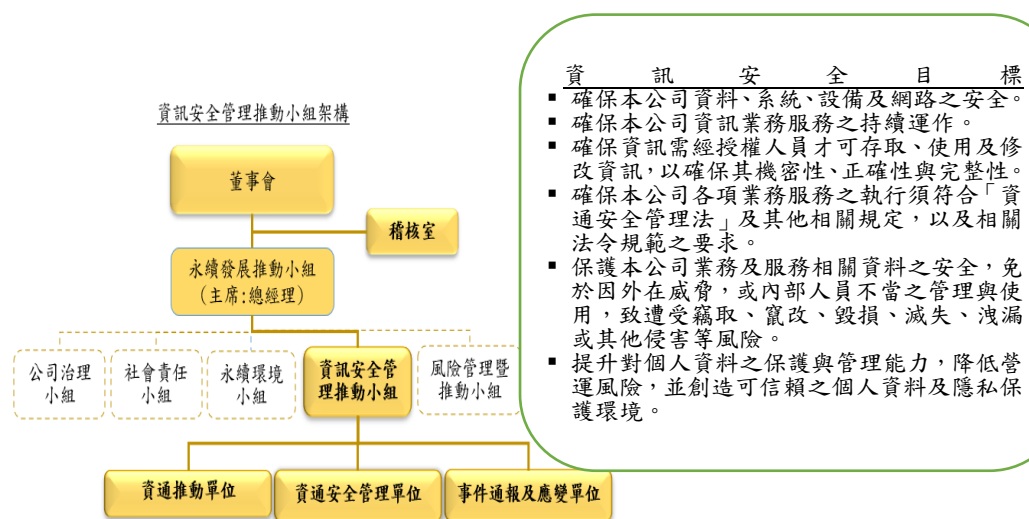 資訊安全管理推動小組架構
董事會
稽核室
永續發展推動小組
(主席:總經理)
公司治理
小組
社會責任
小組
永續環境
小組
資訊安全管
理推動小組
風險管理暨
推動小組
資通推動單位
資通安全管理單位
事件通報及應變單位
資訊安全目標
▪ 確保本公司資料、系統、設備及網路之安全。
▪ 確保本公司資訊業務服務之持續運作。
▪ 確保資訊需經授權人員才可存取、使用及修
改資訊,以確保其機密性、正確性與完整性。
▪ 確保本公司各項業務服務之執行須符合「資
通安全管理法」及其他相關規定,以及相關
法令規範之要求。
▪ 保護本公司業務及服務相關資料之安全,免
於因外在威脅,或內部人員不當之管理與使
用,致遭受竊取、竄改、毀損、滅失、洩漏
或其他侵害等風險。
▪ 提升對個人資料之保護與管理能力,降低營
運風險,並創造可信賴之個人資料及隱私保
護環境。